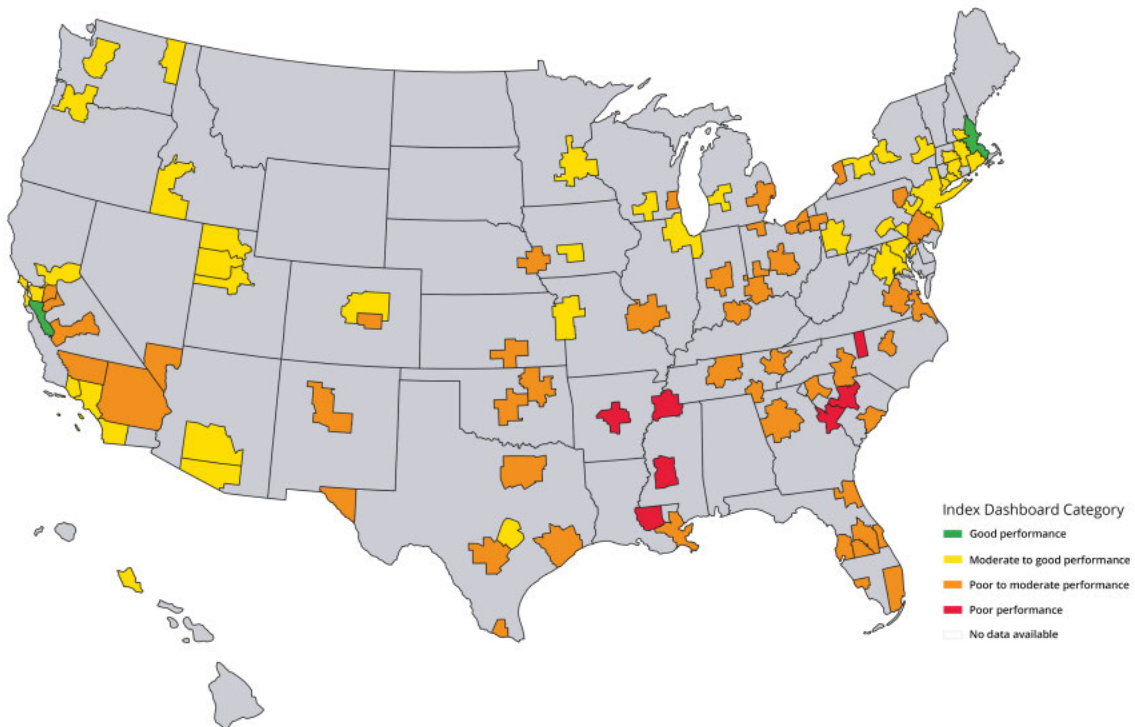 Index Dashboard Category
Good performance
Moderate to good performance
Poor to moderate performance
Poor performance
No data available